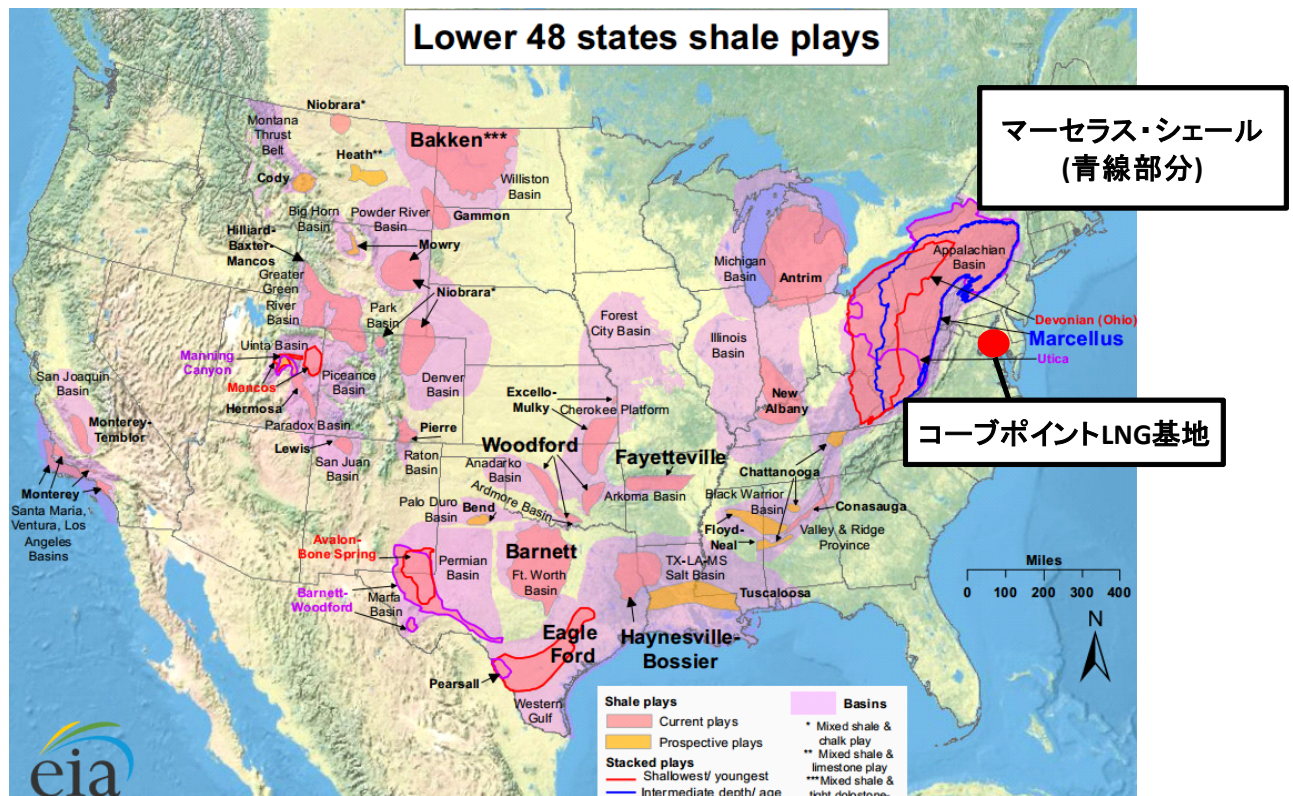 Lower 48 states shale plays
マーセラス・シェール
(青線部分)
Niobrara*
Montana
Thrust
Belt
Bakken***
Heath**
Cody
Williston
Basin
Big Horn
Basin
Powder River
Basin
Gammon
Hilliard-
Baxter-
Mancos
Mowry
Michigan
Basin
Antrim
Appalachian
Basin
Greater
Green
River
Basin
Niobrara*
Park
Basin
Forest
City Basin
Illinois
Basin
Devonian (Ohio)
Marcellus
Utica
Uinta Basin
Manning
Canyon
Mancos
Piceance
Basin
Denver
Basin
San Joaquin
Basin
Hermosa
Excello-
Mulky
Cherokee Platform
New
Albany
コーブポイントLNG基地
Monterey-
Temblor
Paradox Basin
Pierre
Lewis
San Juan
Basin
Raton
Basin
Woodford
Anadarko
Basin
Fayetteville
Chattanooga
Monterey
Santa Maria,
Ventura, Los
Angeles
Basins
Palo Duro
Basin
Bend
Ardmore Basin
Arkoma Basin
Black Warrior
Basin
Conasauga
Floyd-
Neal
Valley & Ridge
Province
Avalon-
Bone Spring
Permian
Basin
Barnett
Ft. Worth
Basin
TX-LA-MS
Salt Basin
Tuscaloosa
Barnett-
Woodford
Marfa
Basin
Eagle
Ford
Haynesville-
Bossier
Pearsall
Western
Gulf
Miles
0 100 200 300 400
N
Shale plays
Current plays
Prospective plays
Stacked plays
Shallowest/ youngest
Intermediate depth/ age
Basins
* Mixed shale &
chalk play
** Mixed shale &
limestone play
***Mixed shale &
tight dolostone-
eia